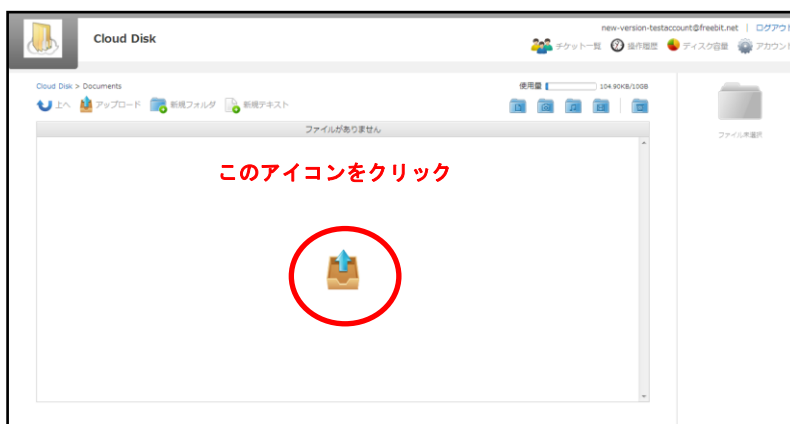 new-version-testaccount@freebit.net | ログアウト
Cloud Disk
チケット一覧 操作履歴 ディスク容量 アカウント
Cloud Disk > Documents
使用量 104.90KB/10GB
上へ アップロード 新規フォルダ 新規テキスト
ファイルがありません
ファイル未選択
このアイコンをクリック